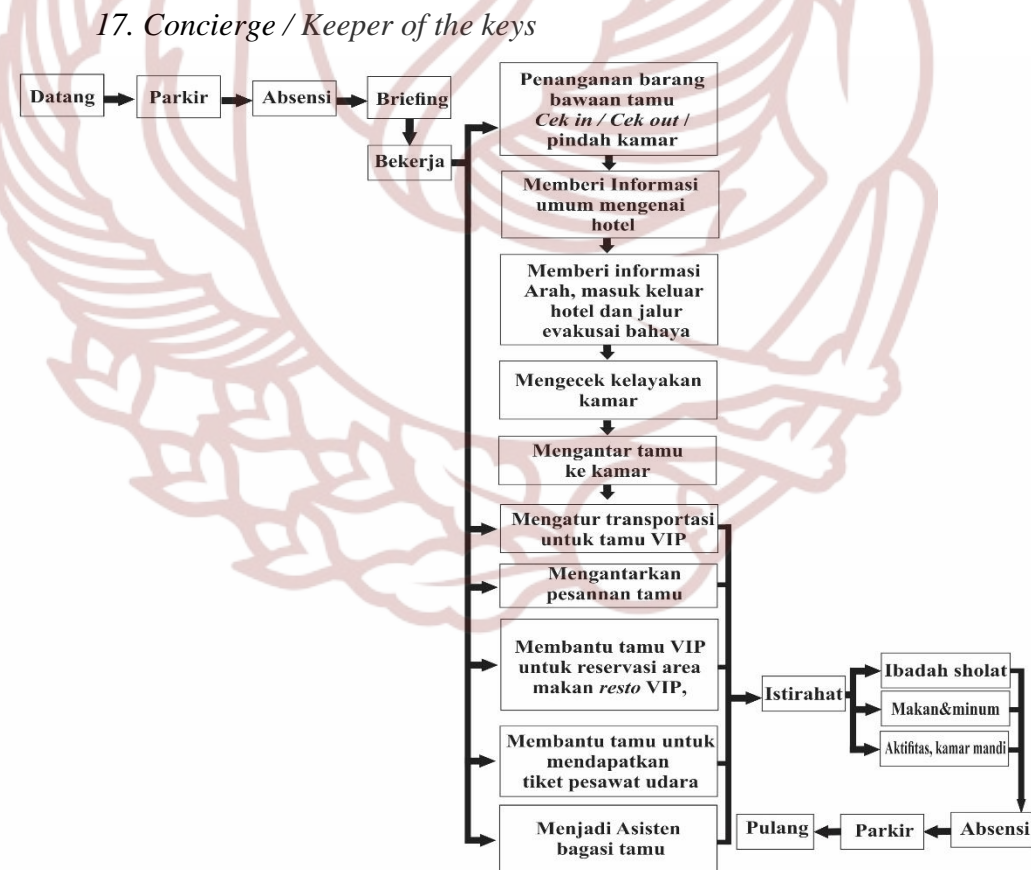 17. Concierge / Keeper of the keys
Datang
Parkir
Absensi
Briefing
Bekerja
Penanganan barang
bawaan tamu
Cek in / Cek out /
pindah kamar
Memberi Informasi
umum mengenai
hotel
Memberi informasi
Arah, masuk keluar
hotel dan jalur
evakusai bahaya
Mengecek kelayakan
kamar
Mengantar tamu
ke kamar
Mengatur transportasi
untuk tamu VIP
Mengantarkan
pesannan tamu
Membantu tamu VIP
untuk reservasi area
makan resto VIP,
Membantu tamu untuk
mendapatkan
tiket pesawat udara
Menjadi Asisten
bagasi tamu
Istirahat
Ibadah sholat
Makan&minum
Aktifitas, kamar mandi
Absensi
Parkir
Pulang